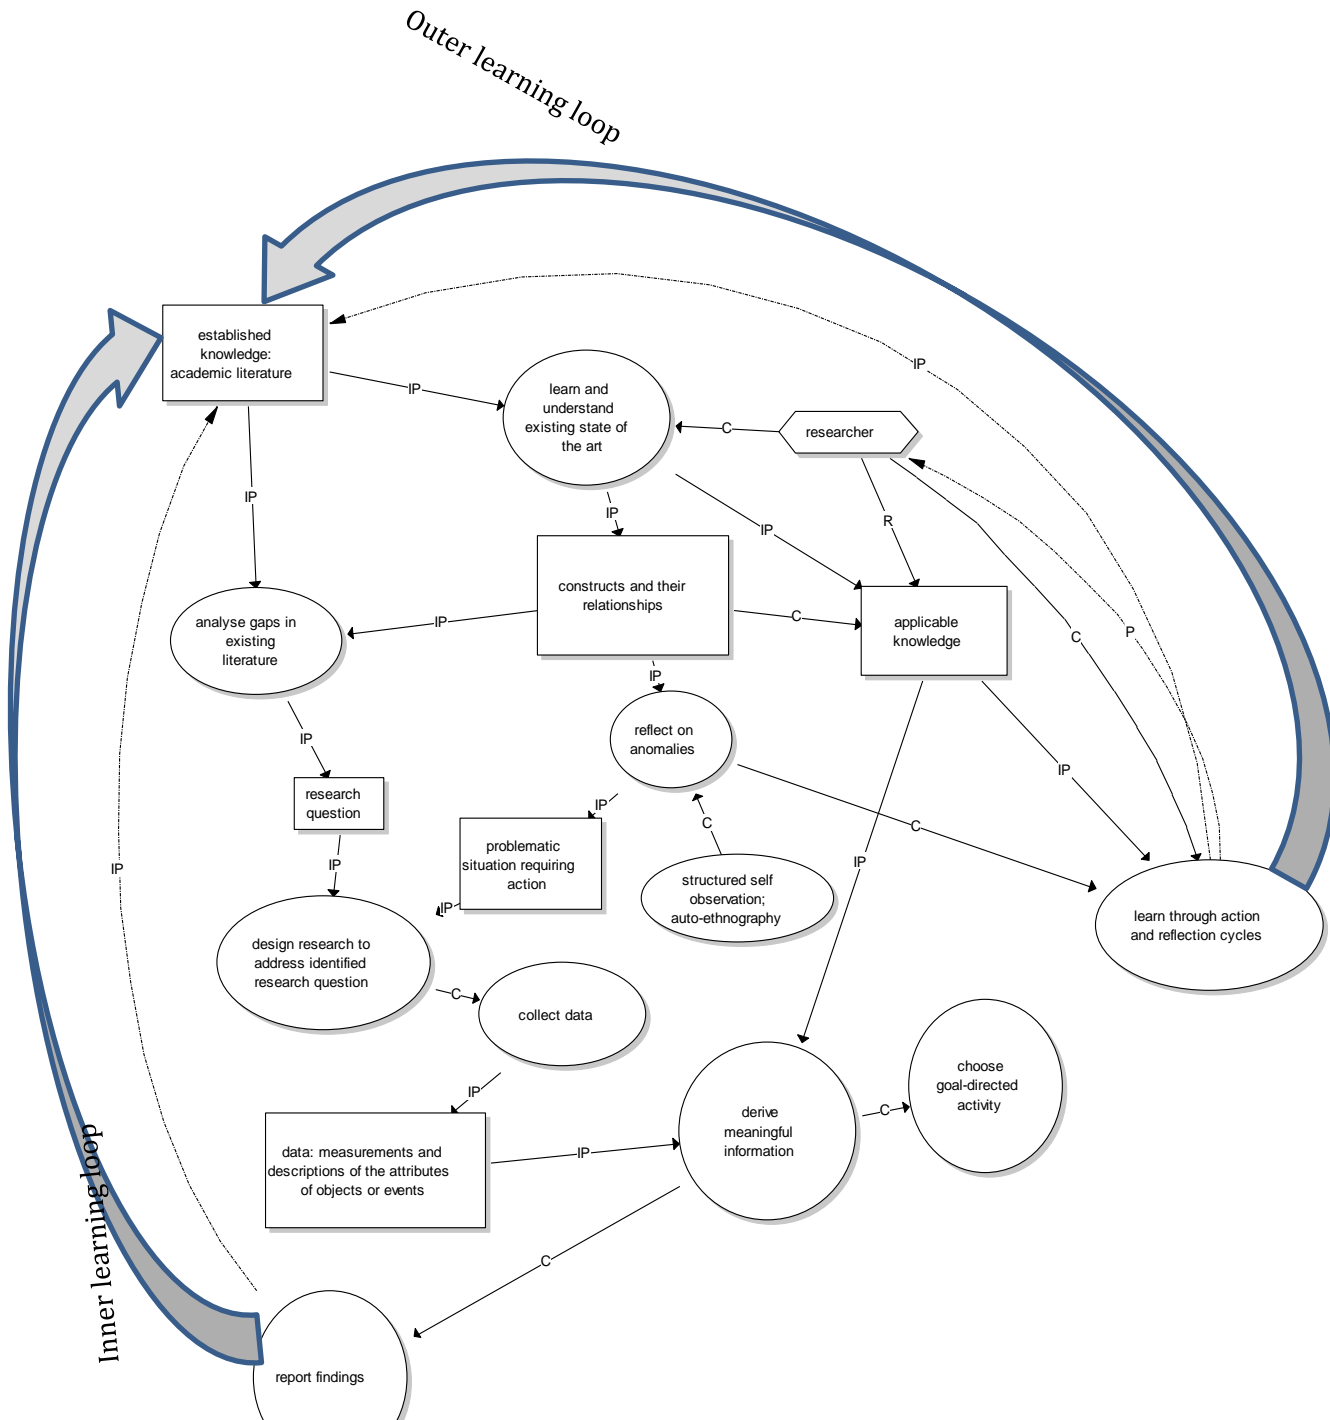 Outer learning loop
established
knowledge:
academic literature
IP
IP
learn and
understand
existing state of
the art
C
researcher
IP
IP
IP
R
constructs and their
relationships
applicable
knowledge
C
IP
C
P
analyse gaps in
existing
literature
IP
reflect on
anomalies
IP
IP
research
question
IP
C
C
problematic
situation requiring
action
IP
IP
IP
structured self
observation;
auto-ethnography
IP
learn through action
and reflection cycles
design research to
address identified
research question
C
collect data
choose
goal-directed
activity
IP
derive
meaningful
information
C
data: measurements and
descriptions of the attributes
of objects or events
IP
Inner learning loop
C
report findings